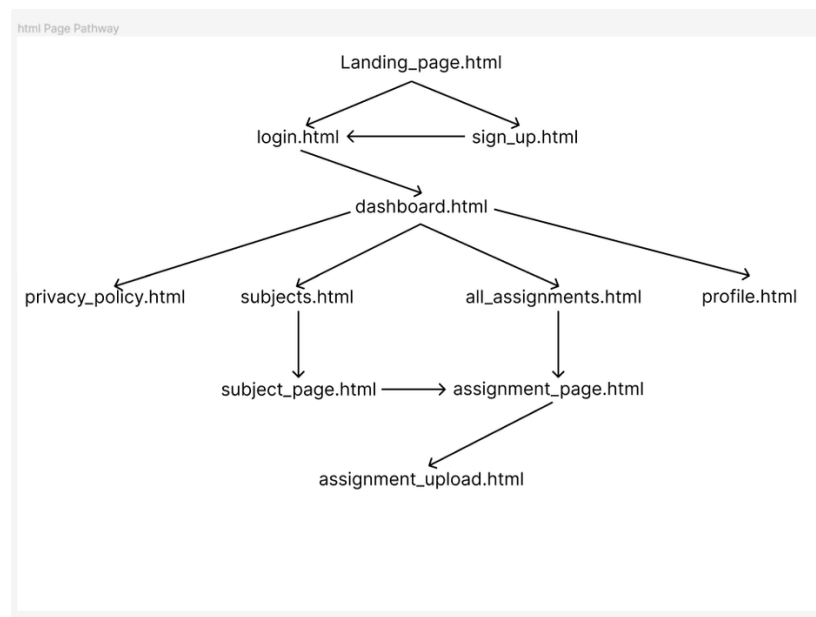 html Page Pathway
Landing_page.html
login.html
sign_up.html
dashboard.html
privacy_policy.html
subjects.html
all_assignments.html
profile.html
subject_page.html
assignment_page.html
assignment_upload.html